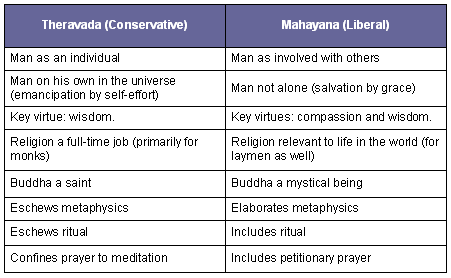 Theravada (Conservative) Mahayana (Liberal)
Man as an individual Man as involved with others
Man on his own in the universe
(emancipation by self-effort) Man not alone (salvation by grace)
Key virtue: wisdom. Key virtues: compassion and wisdom.
Religion a full-time job (primarily for
monks) Religion relevant to life in the world (for
laymen as well)
Buddha a saint Buddha a mystical being
Eschews metaphysics Elaborates metaphysics
Eschews ritual Includes ritual
Confines prayer to meditation Includes petitionary prayer